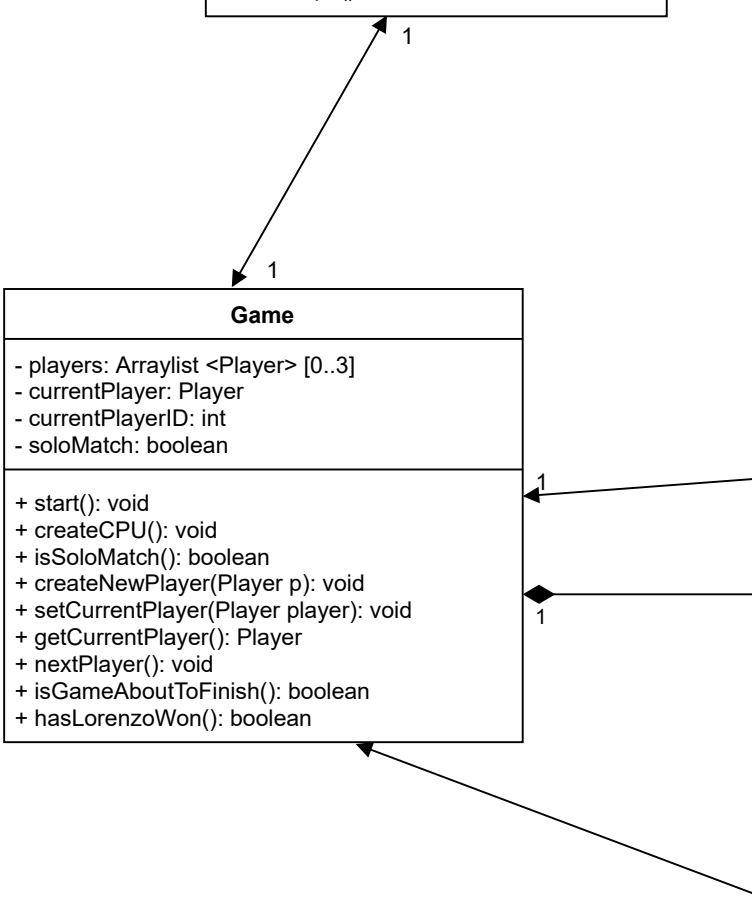 1
1
Game
- players: Arraylist <Player> [0..3]
- currentPlayer: Player
- currentPlayerID: int
- soloMatch: boolean
+ start(): void
+ createCPU(): void
+ isSoloMatch(): boolean
+ createNewPlayer(Player p): void
+ setCurrentPlayer(Player player): void
+ getCurrentPlayer(): Player
+ nextPlayer(): void
+ isGameAboutToFinish(): boolean
+ hasLorenzoWon(): boolean
1
1